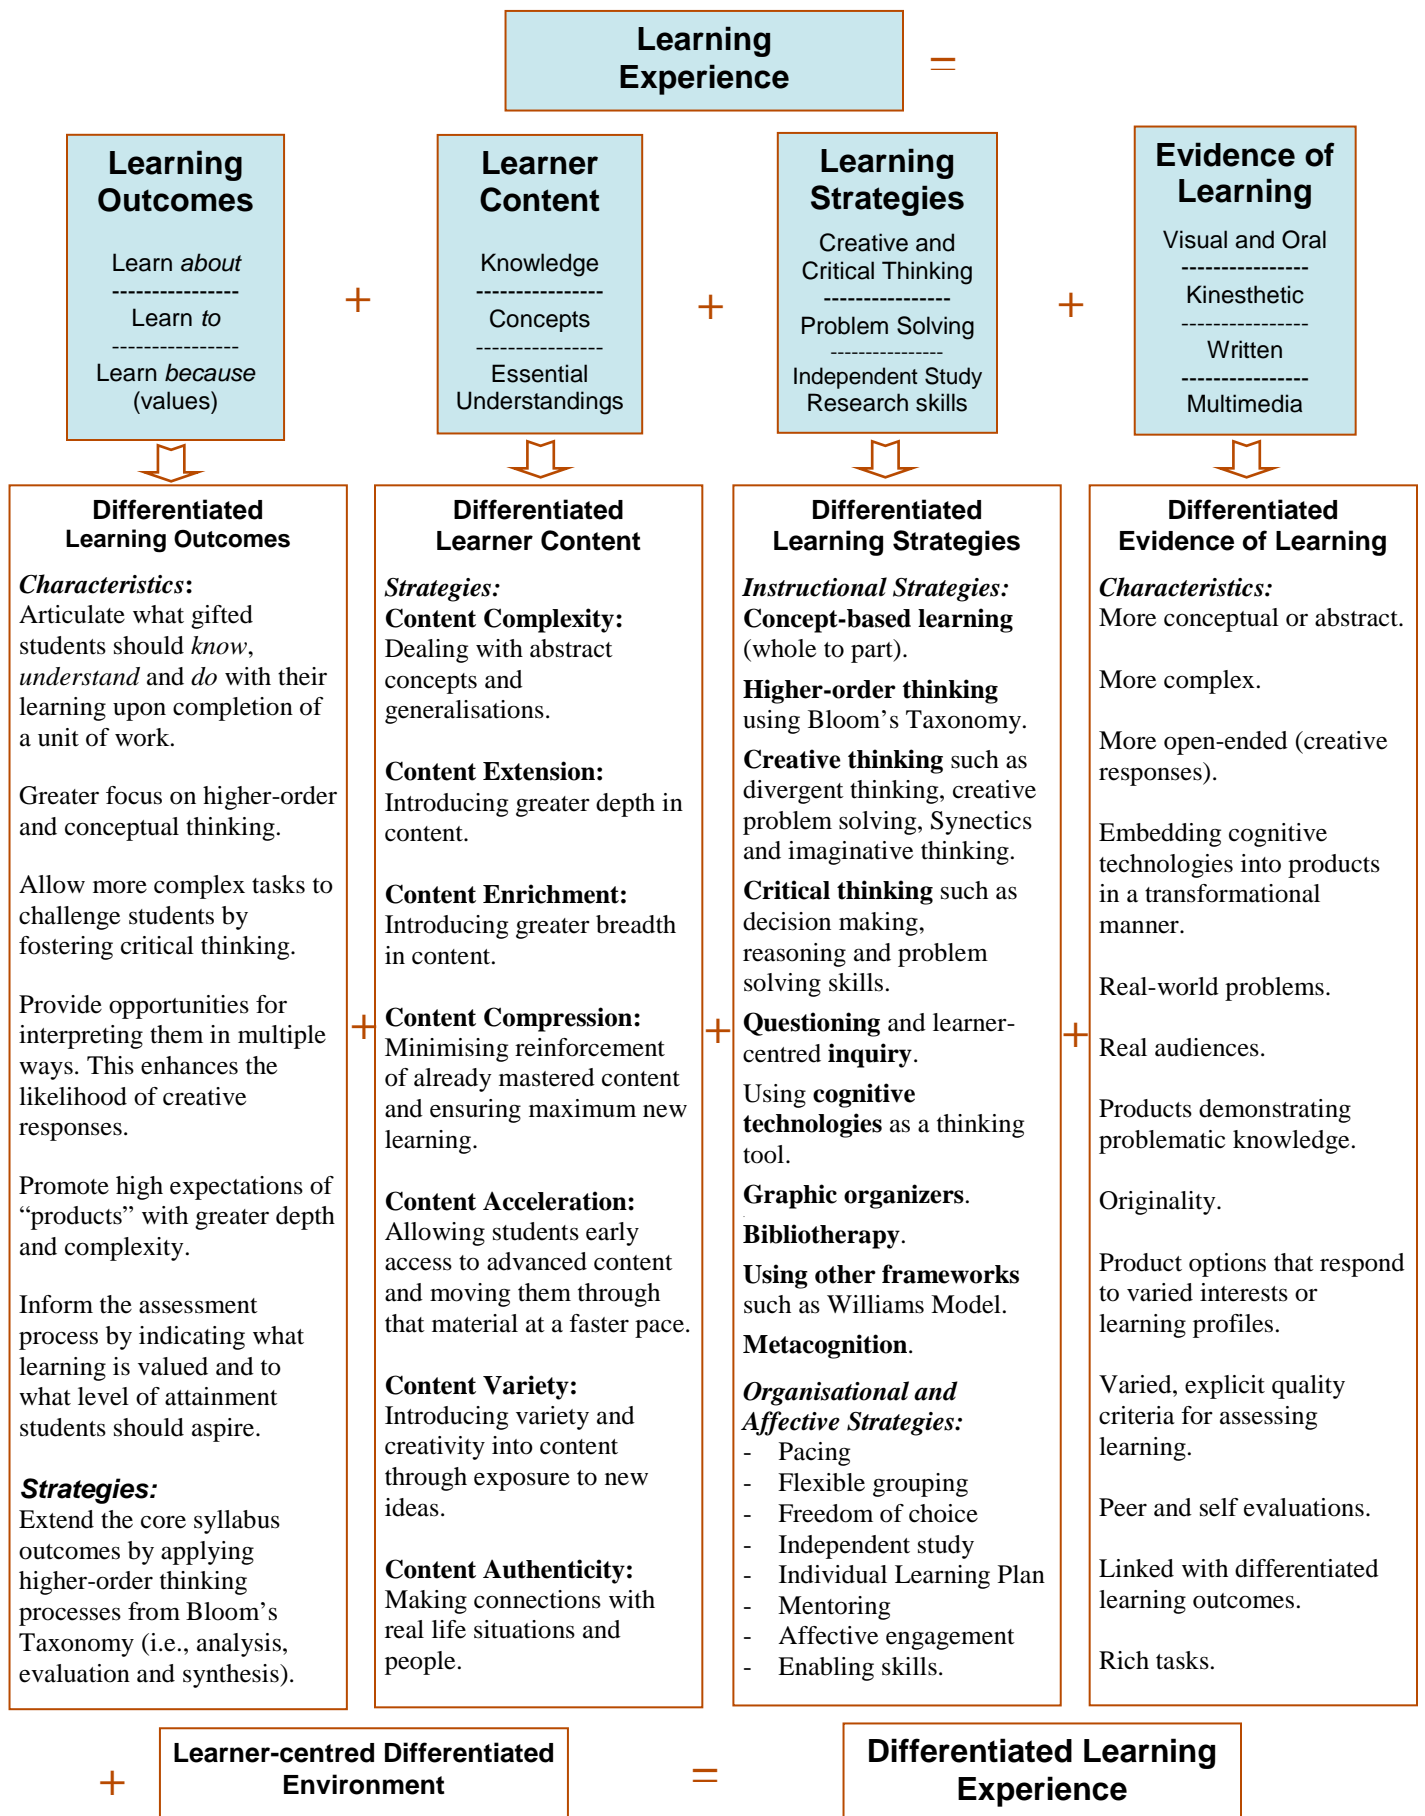 Learning
Experience
=
Learning
Outcomes
Learn about
----------------
Learn to
----------------
Learn because
(values)
+
Learner
Content
Knowledge
----------------
Concepts
----------------
Essential
Understandings
+
Learning
Strategies
Creative and
Critical Thinking
----------------
Problem Solving
----------------
Independent Study
Research skills
+
Evidence of
Learning
Visual and Oral
----------------
Kinesthetic
----------------
Written
----------------
Multimedia
Differentiated
Learning Outcomes
Characteristics:
Articulate what gifted
students should know,
understand and do with their
learning upon completion of
a unit of work.
Greater focus on higher-order
and conceptual thinking.
Allow more complex tasks to
challenge students by
fostering critical thinking.
Provide opportunities for
interpreting them in multiple
ways. This enhances the
likelihood of creative
responses.
Promote high expectations of
“products” with greater depth
and complexity.
Inform the assessment
process by indicating what
learning is valued and to
what level of attainment
students should aspire.
Strategies:
Extend the core syllabus
outcomes by applying
higher-order thinking
processes from Bloom’s
Taxonomy (i.e., analysis,
evaluation and synthesis).
+
Differentiated
Learner Content
Strategies:
Content Complexity:
Dealing with abstract
concepts and
generalisations.
Content Extension:
Introducing greater depth in
content.
Content Enrichment:
Introducing greater breadth
in content.
Content Compression:
Minimising reinforcement
of already mastered content
and ensuring maximum new
learning.
Content Acceleration:
Allowing students early
access to advanced content
and moving them through
that material at a faster pace.
Content Variety:
Introducing variety and
creativity into content
through exposure to new
ideas.
Content Authenticity:
Making connections with
real life situations and
people.
+
Differentiated
Learning Strategies
Instructional Strategies:
Concept-based learning
(whole to part).
Higher-order thinking
using Bloom’s Taxonomy.
Creative thinking such as
divergent thinking, creative
problem solving, Synectics
and imaginative thinking.
Critical thinking such as
decision making,
reasoning and problem
solving skills.
Questioning and learner-
centred inquiry.
Using cognitive
technologies as a thinking
tool.
Graphic organizers.
Bibliotherapy.
Using other frameworks
such as Williams Model.
Metacognition.
Organisational and
Affective Strategies:
- Pacing
- Flexible grouping
- Freedom of choice
- Independent study
- Individual Learning Plan
- Mentoring
- Affective engagement
- Enabling skills.
+
Differentiated
Evidence of Learning
Characteristics:
More conceptual or abstract.
More complex.
More open-ended (creative
responses).
Embedding cognitive
technologies into products
in a transformational
manner.
Real-world problems.
Real audiences.
Products demonstrating
problematic knowledge.
Originality.
Product options that respond
to varied interests or
learning profiles.
Varied, explicit quality
criteria for assessing
learning.
Peer and self evaluations.
Linked with differentiated
learning outcomes.
Rich tasks.
+
Learner-centred Differentiated
Environment
=
Differentiated Learning
Experience